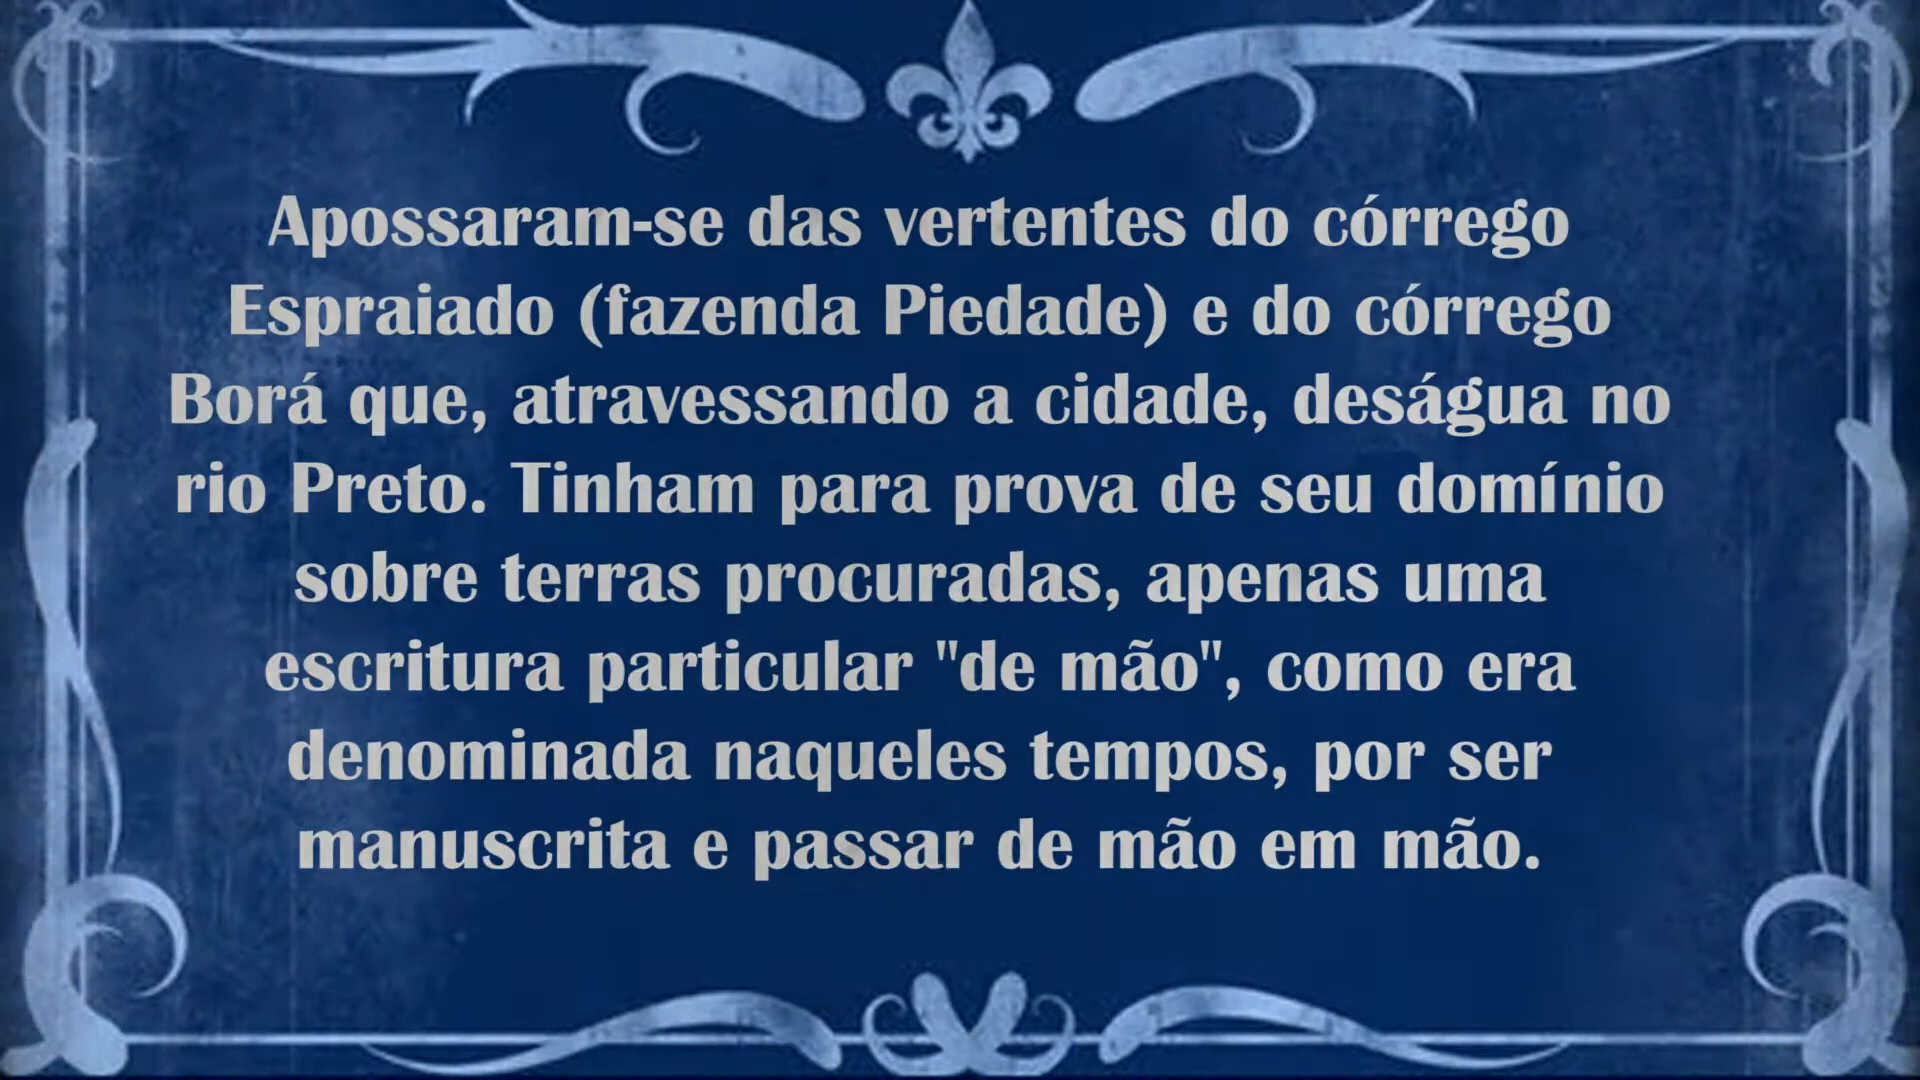 Apossaram-se das vertentes do córrego
Espraiado (fazenda Piedade) e do córrego
Borá que, atravessando a cidade, deságua no
rio Preto. Tinham para prova de seu domínio
sobre terras procuradas, apenas uma
escritura particular "de mão", como era
denominada naqueles tempos, por ser
manuscrita e passar de mão em mão.